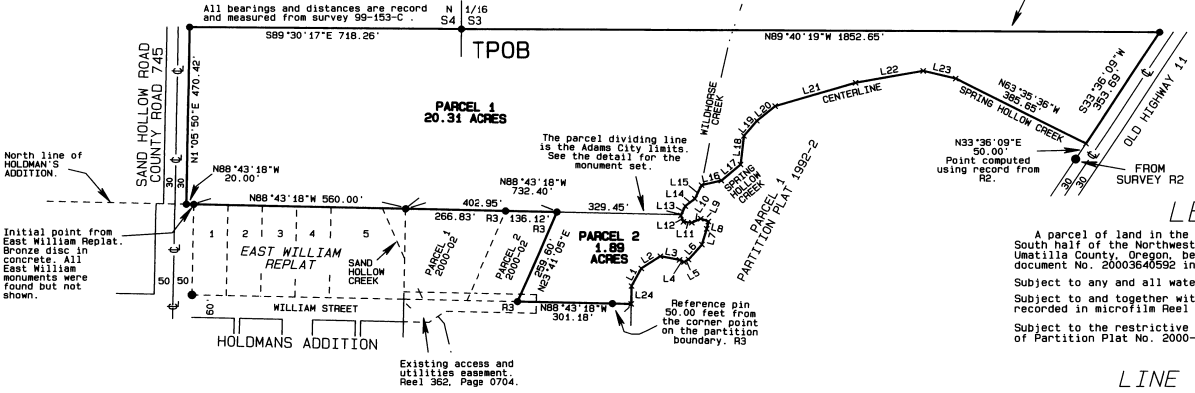 All bearings and distances are record
and measured from survey 99-153-C .
N 1/16
S4 S3
S89°30'17"E 718.26'
TPOB
N89°40'19"W 1852.65'
SAND HOLLOW ROAD
COUNTY ROAD 745
N1°05'50"E 470.42'
30
30
PARCEL 1
20.31 ACRES
WILDHORSE
CREEK
L21
L22
L23
CENTERLINE
L20
L19
L17
L16
L15
L14
L13
L12
L11
L10
L9
L8
L7
L5
L4
L3
L2
L1
L24
SPRING
HOLLOW
CREEK
N63°35'36"W
385.65'
SPRING HOLLOW CREEK
S33°36'09"W
353.69'
OLD HIGHWAY 11
30
30
N33°36'09"E
50.00'
Point computed
using record from
R2.
FROM
SURVEY R2
The parcel dividing line
is the Adams City limits.
See the detail for the
monument set.
North line of
HOLDMAN'S
ADDITION.
N88°43'18"W
20.00'
N88°43'18"W 560.00'
N88°43'18"W
732.40'
402.95'
266.83'
R3
136.12'
329.45'
Initial point from
East William Replat.
Bronze disc in
concrete. All
East William
monuments were
found but not
shown.
1
2
3
4
5
EAST WILLIAM
REPLAT
SAND
HOLLOW
CREEK
PARCEL 1
2000-02
PARCEL 2
2000-02
259.60'
N23°41'05"E
PARCEL 2
1.89
ACRES
PARCEL 1
PARTITION PLAT 1992-2
50
50
60'
WILLIAM STREET
R3
N88°43'18"W
301.18'
Reference pin
50.00 feet from
the corner point
on the partition
boundary. R3
HOLDMANS ADDITION
Existing access and
utilities easement.
Reel 362, Page 0704.
LE
A parcel of land in the
South half of the Northwest
Umatilla County, Oregon, be
document No. 20003640592 in
Subject to any and all wate
Subject to and together wit
recorded in microfilm Reel
Subject to the restrictive
of Partition Plat No. 2000-
LINE